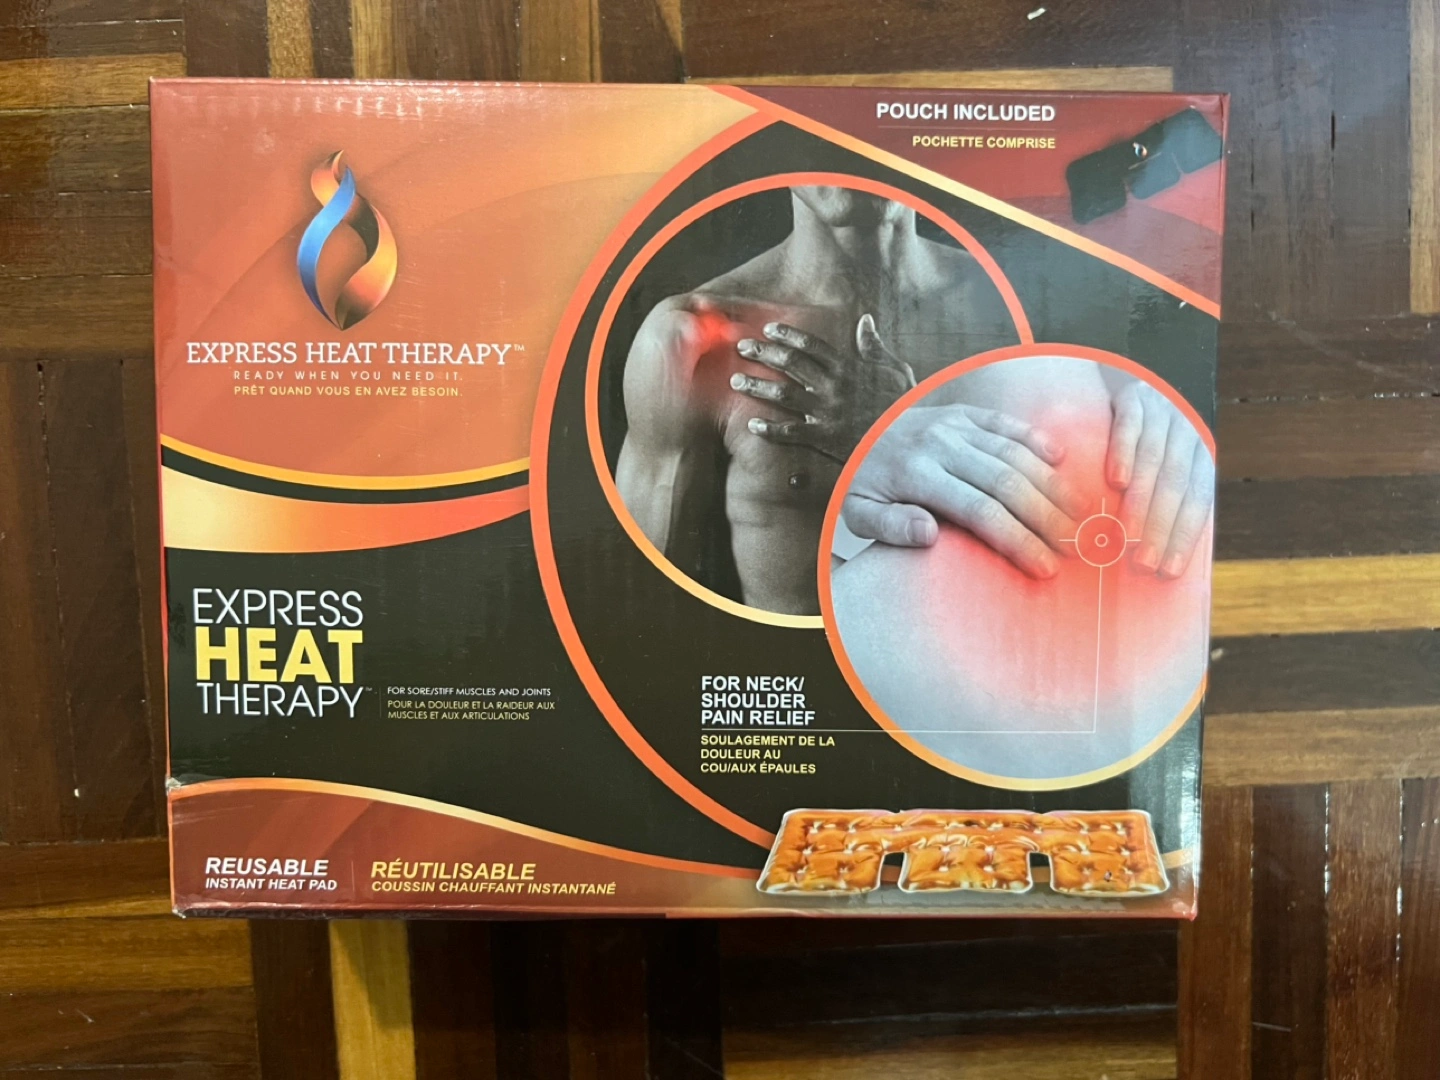 POUCH INCLUDED
POCHETTE COMPRISE
EXPRESS HEAT THERAPY™
READY WHEN YOU NEED IT.
PRÊT QUAND VOUS EN AVEZ BESOIN.
EXPRESS
HEAT
THERAPY™
FOR SORE/STIFF MUSCLES AND JOINTS
POUR LA DOULEUR ET LA RAIDEUR AUX
MUSCLES ET AUX ARTICULATIONS
FOR NECK/
SHOULDER
PAIN RELIEF
SOULAGEMENT DE LA
DOULEUR AU
COU/AUX ÉPAULES
REUSABLE
INSTANT HEAT PAD
RÉUTILISABLE
COUSSIN CHAUFFANT INSTANTANÉ